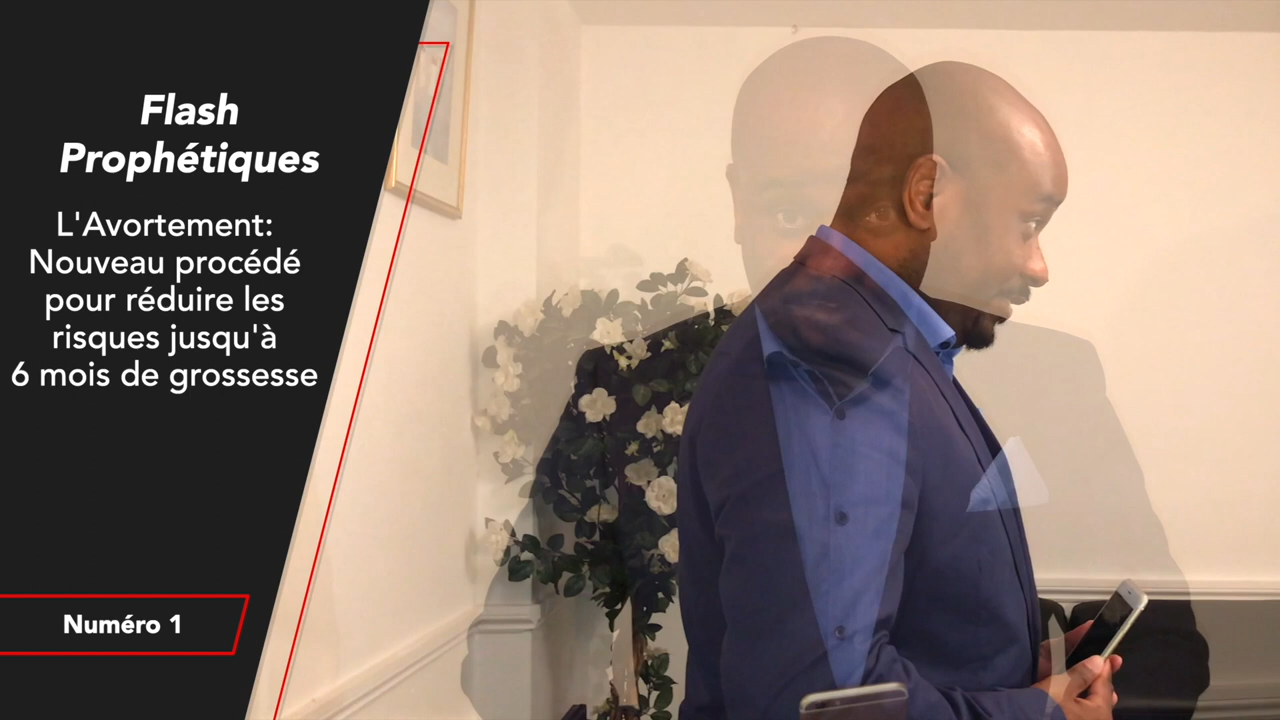 Flash
Prophétiques
L'Avortement:
Nouveau procédé
pour réduire les
risques jusqu'à
6 mois de grossesse
Numéro 1